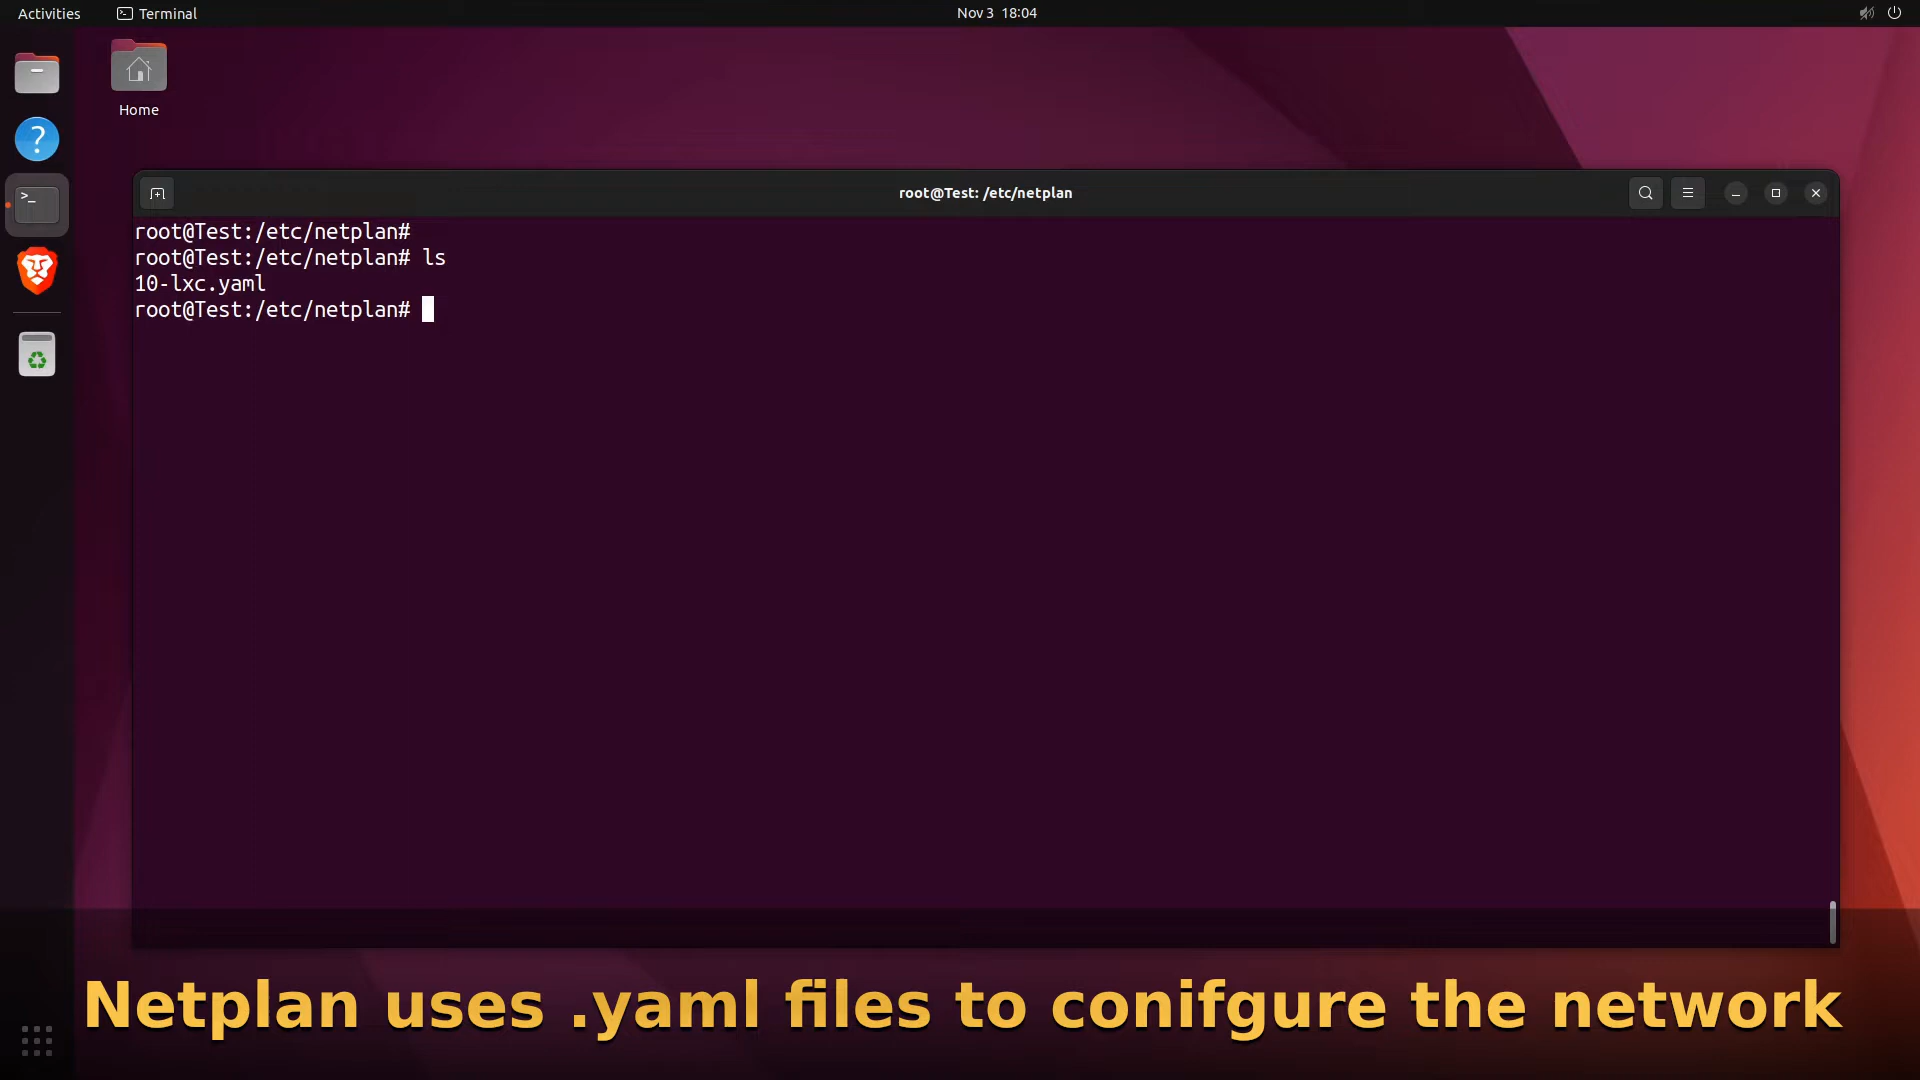 Activities
Terminal
Nov 3 18:04
Home
root@Test: /etc/netplan
root@Test:/etc/netplan#
root@Test:/etc/netplan# ls
10-lxc.yaml
root@Test:/etc/netplan#
Netplan uses .yaml files to conifgure the network